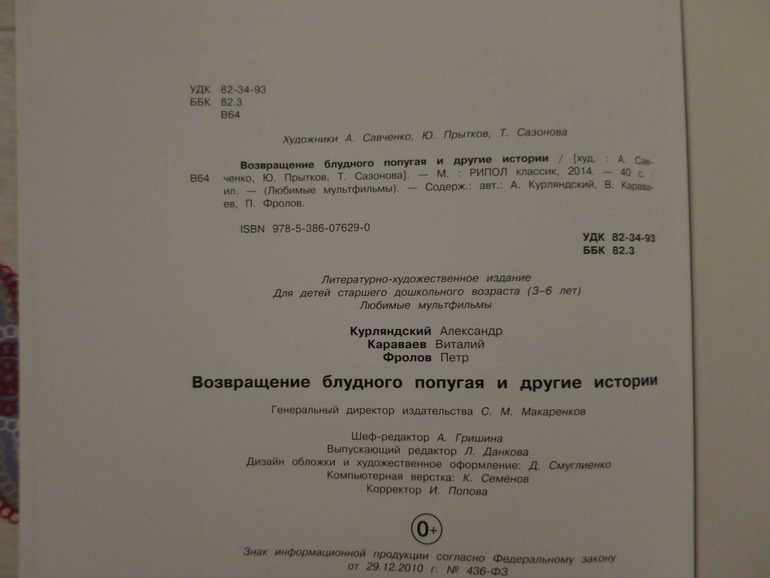 УДК 82-34-93
ББК 82.3
В64
Художники А. Савченко, Ю. Прытков, Т. Сазонова
Возвращение блудного попугая и другие истории / [худ. : А. Сав-
В64 ченко, Ю. Прытков, Т. Сазонова]. — М. : РИПОЛ классик, 2014. — 40 с. :
ил. — (Любимые мультфильмы). — Содерж.: авт.: А. Курляндский, В. Карава-
ев, П. Фролов.
ISBN 978-5-386-07629-0
УДК 82-34-93
ББК 82.3
Литературно-художественное издание
Для детей старшего дошкольного возраста (3–6 лет)
Любимые мультфильмы
Курляндский Александр
Караваев Виталий
Фролов Петр
Возвращение блудного попугая и другие истории
Генеральный директор издательства С. М. Макаренков
Шеф-редактор А. Гришина
Выпускающий редактор Л. Данкова
Дизайн обложки и художественное оформление: Д. Смуглиенко
Компьютерная верстка: К. Семёнов
Корректор И. Попова
0+
Знак информационной продукции согласно Федеральному закону
от 29.12.2010 г. № 436-ФЗ